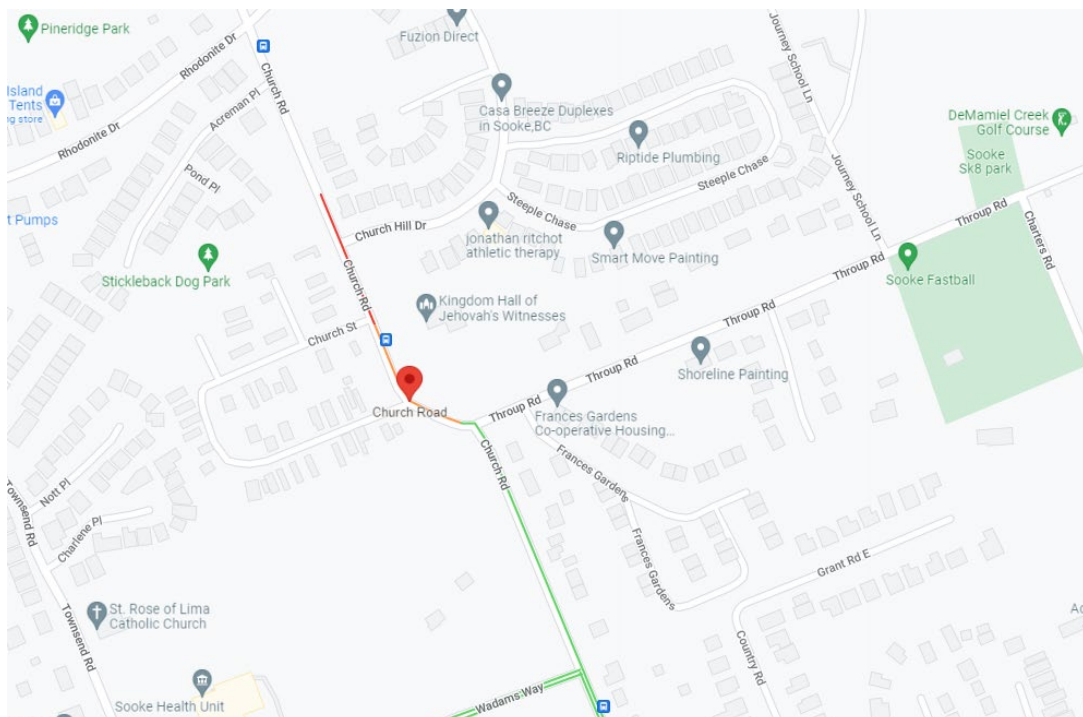 Pineridge Park
Rhodonite Dr
Church Rd
Fuzion Direct
Journey School Ln
Island
Tents
ng store
Acreman Pl
Casa Breeze Duplexes
in Sooke,BC
DeMamiel Creek
Golf Course
Rhodonite Dr
Riptide Plumbing
Sooke
Sk8 park
Pond Pl
Steeple Chase
Journey School Ln
Steeple Chase
Throup Rd
Charters Rd
t Pumps
Church Hill Dr
jonathan ritchot
athletic therapy
Smart Move Painting
Throup Rd
Stickleback Dog Park
Church Rd
Sooke Fastball
Kingdom Hall of
Jehovah's Witnesses
Throup Rd
Church St
Throup Rd
Shoreline Painting
Church Road
Throup Rd
Frances Gardens
Co-operative Housing...
Church Rd
Frances Gardens
Nott Pl
Townsend Rd
Charlene Pl
Frances Gardens
Grant Rd E
St. Rose of Lima
Catholic Church
Townsend Rd
Country Rd
Wadams Way
Sooke Health Unit